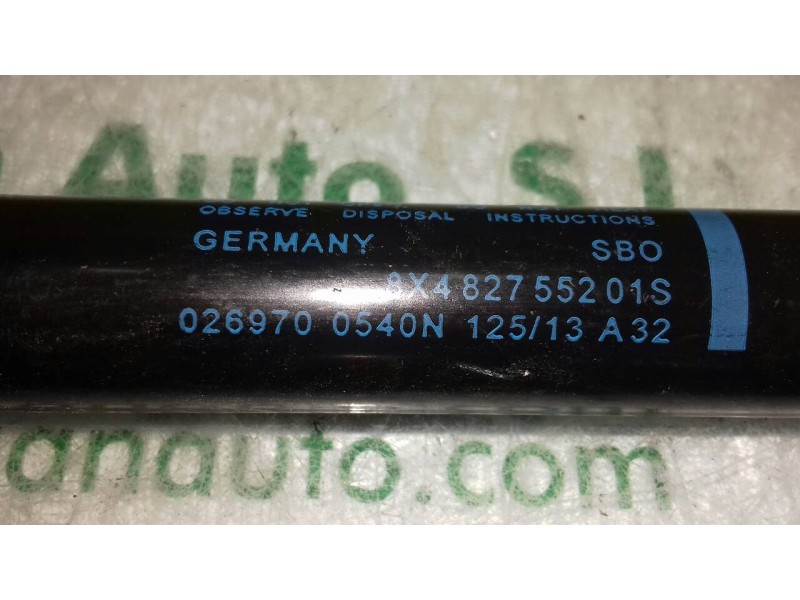 Auto S.L
OBSERVE DISPOSAL INSTRUCTIONS
GERMANY SBO
8X4 827 552 01S
026970 0540N 125/13 A32
anauto.com